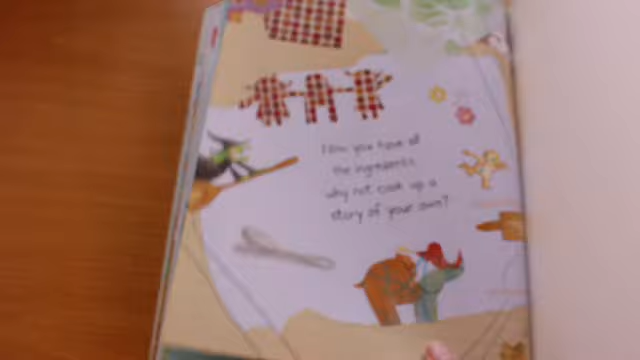 Now you have all
the ingredients
why not cook up a
story of your own?